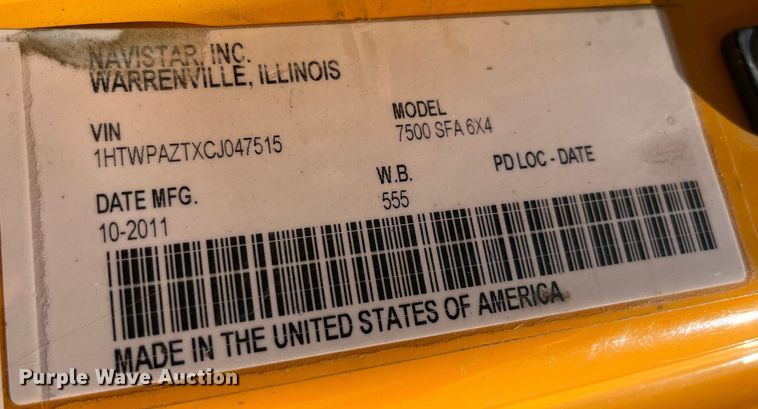 NAVISTAR, INC.
WARRENVILLE, ILLINOIS
VIN
1HTWPAZTXCJ047515
MODEL
7500 SFA 6X4
DATE MFG.
10-2011
W.B.
555
PD LOC - DATE
MADE IN THE UNITED STATES OF AMERICA
Purple Wave Auction